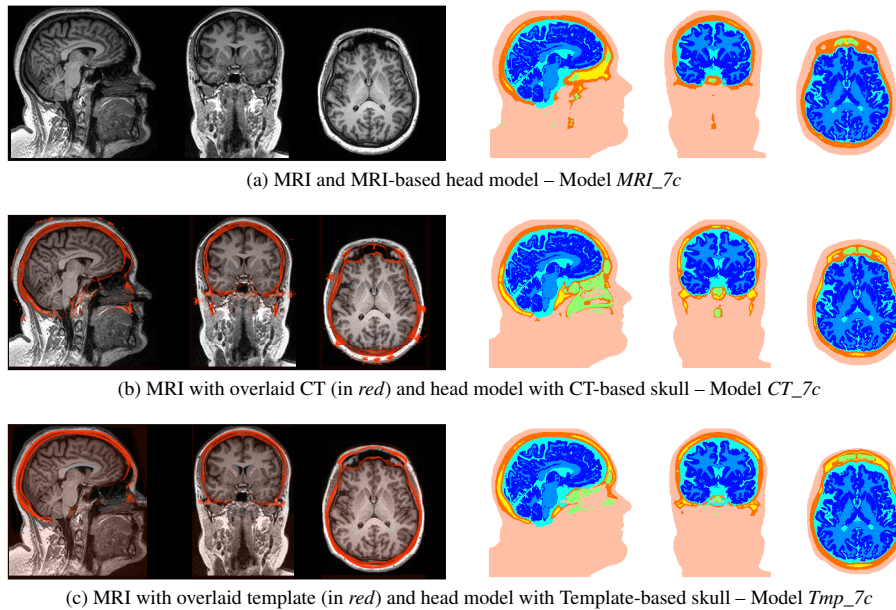 (a) MRI and MRI-based head model – Model MRI_7c
(b) MRI with overlaid CT (in red) and head model with CT-based skull – Model CT_7c
(c) MRI with overlaid template (in red) and head model with Template-based skull – Model Tmp_7c